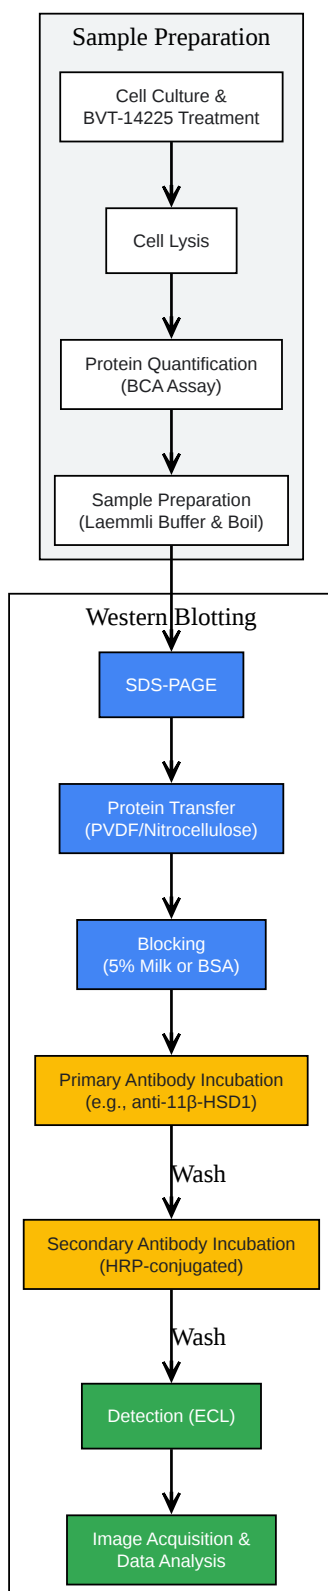 Sample Preparation
Cell Culture &
BVT-14225 Treatment
Cell Lysis
Protein Quantification
(BCA Assay)
Sample Preparation
(Laemmli Buffer & Boil)
Western Blotting
SDS-PAGE
Protein Transfer
(PVDF/Nitrocellulose)
Blocking
(5% Milk or BSA)
Primary Antibody Incubation
(e.g., anti-11β-HSD1)
Wash
Secondary Antibody Incubation
(HRP-conjugated)
Wash
Detection (ECL)
Image Acquisition &
Data Analysis